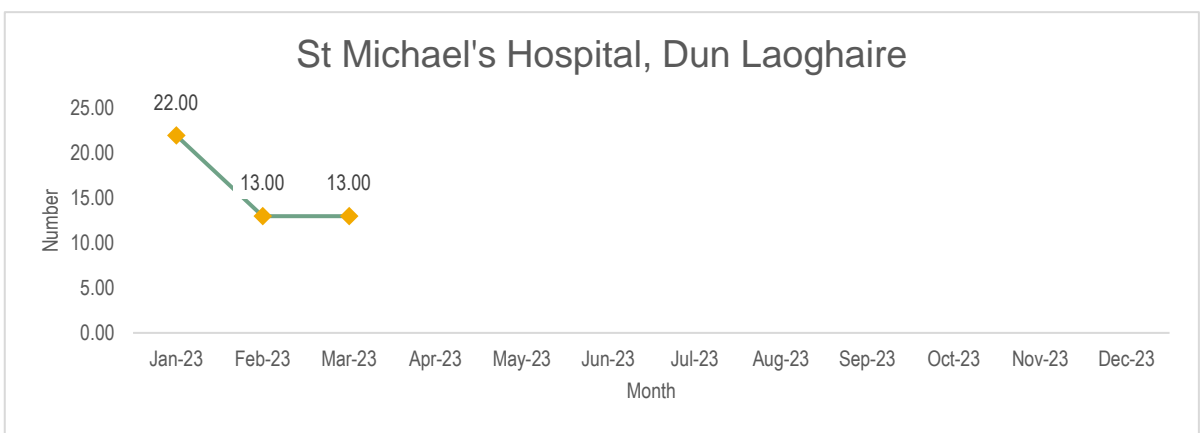 St Michael's Hospital, Dun Laoghaire
25.00
20.00
15.00
10.00
5.00
0.00
Number
22.00
13.00
13.00
Jan-23 Feb-23 Mar-23 Apr-23 May-23 Jun-23 Jul-23 Aug-23 Sep-23 Oct-23 Nov-23 Dec-23
Month